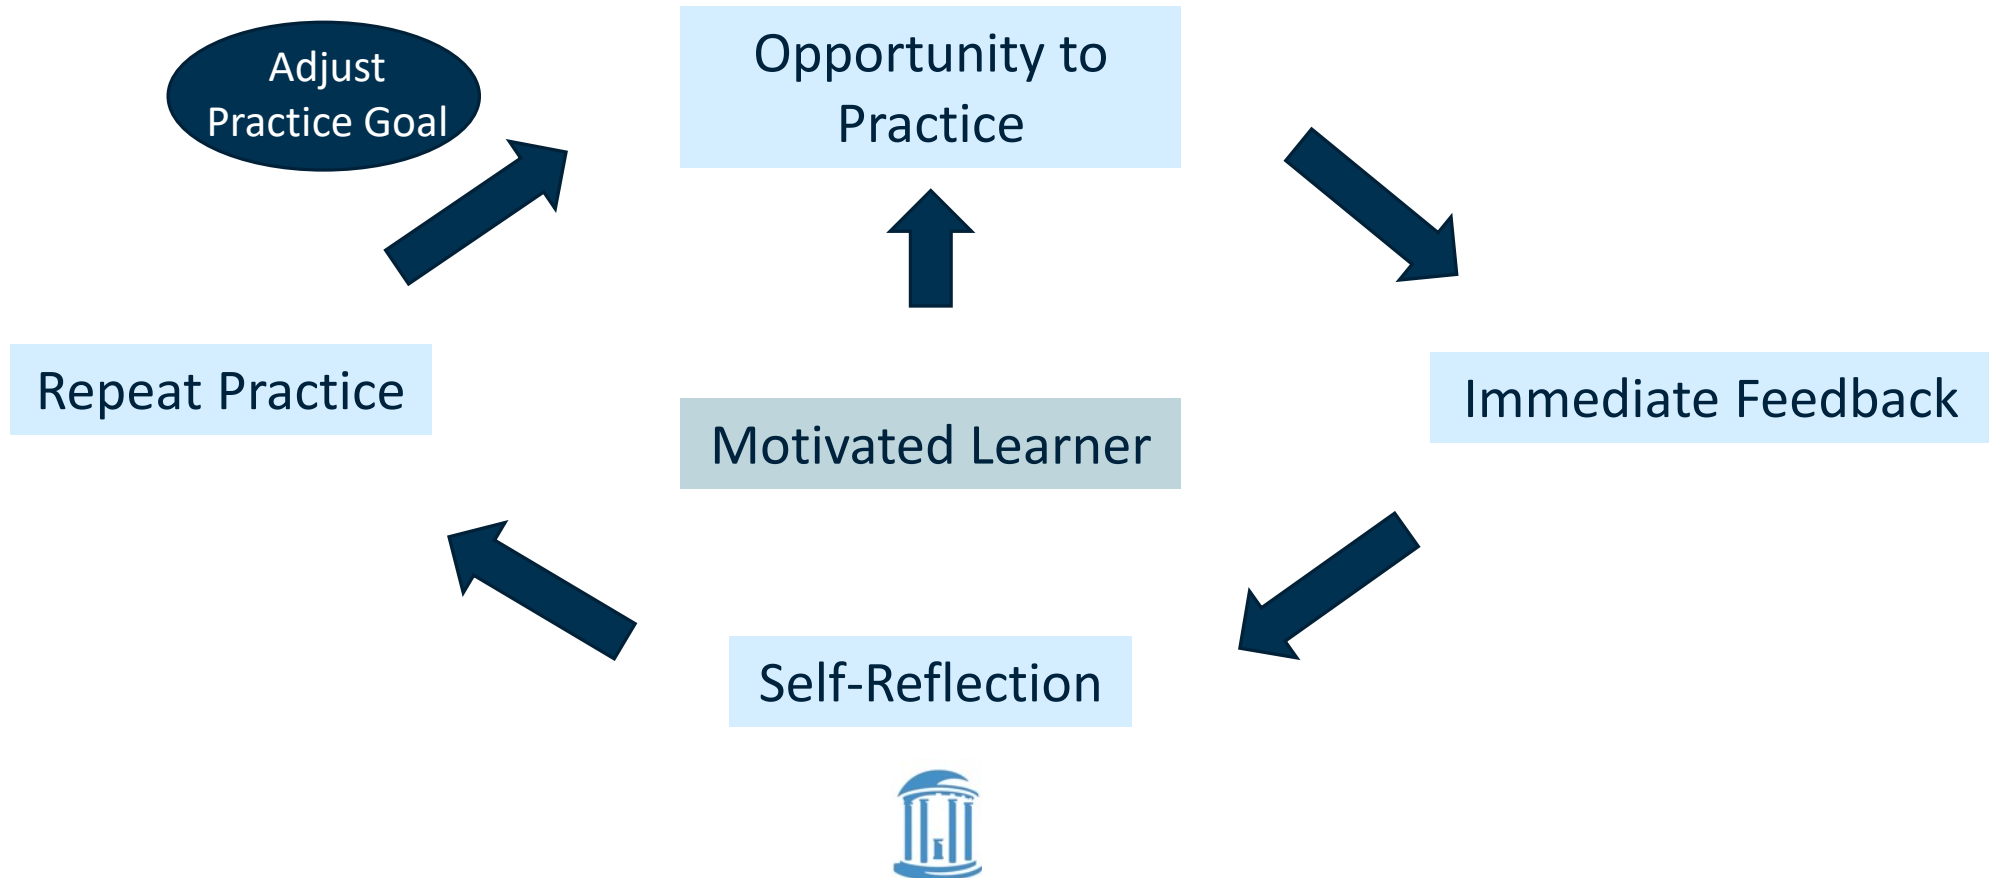 Adjust
Practice Goal
Opportunity to
Practice
Repeat Practice
Motivated Learner
Immediate Feedback
Self-Reflection